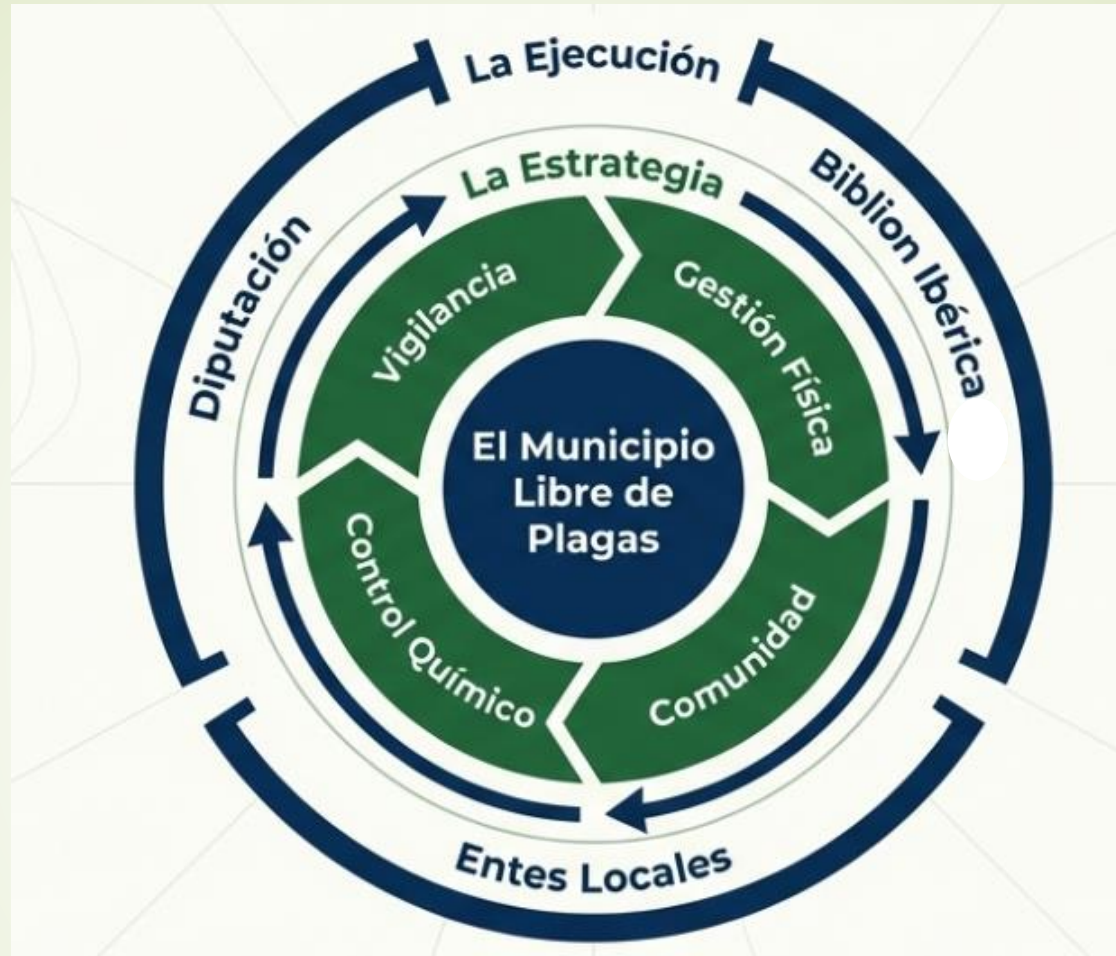 La Ejecución
Diputación
Biblion Ibérica
Entes Locales
La Estrategia
Vigilancia
Gestión Física
Comunidad
Control Químico
El Municipio
Libre de
Plagas